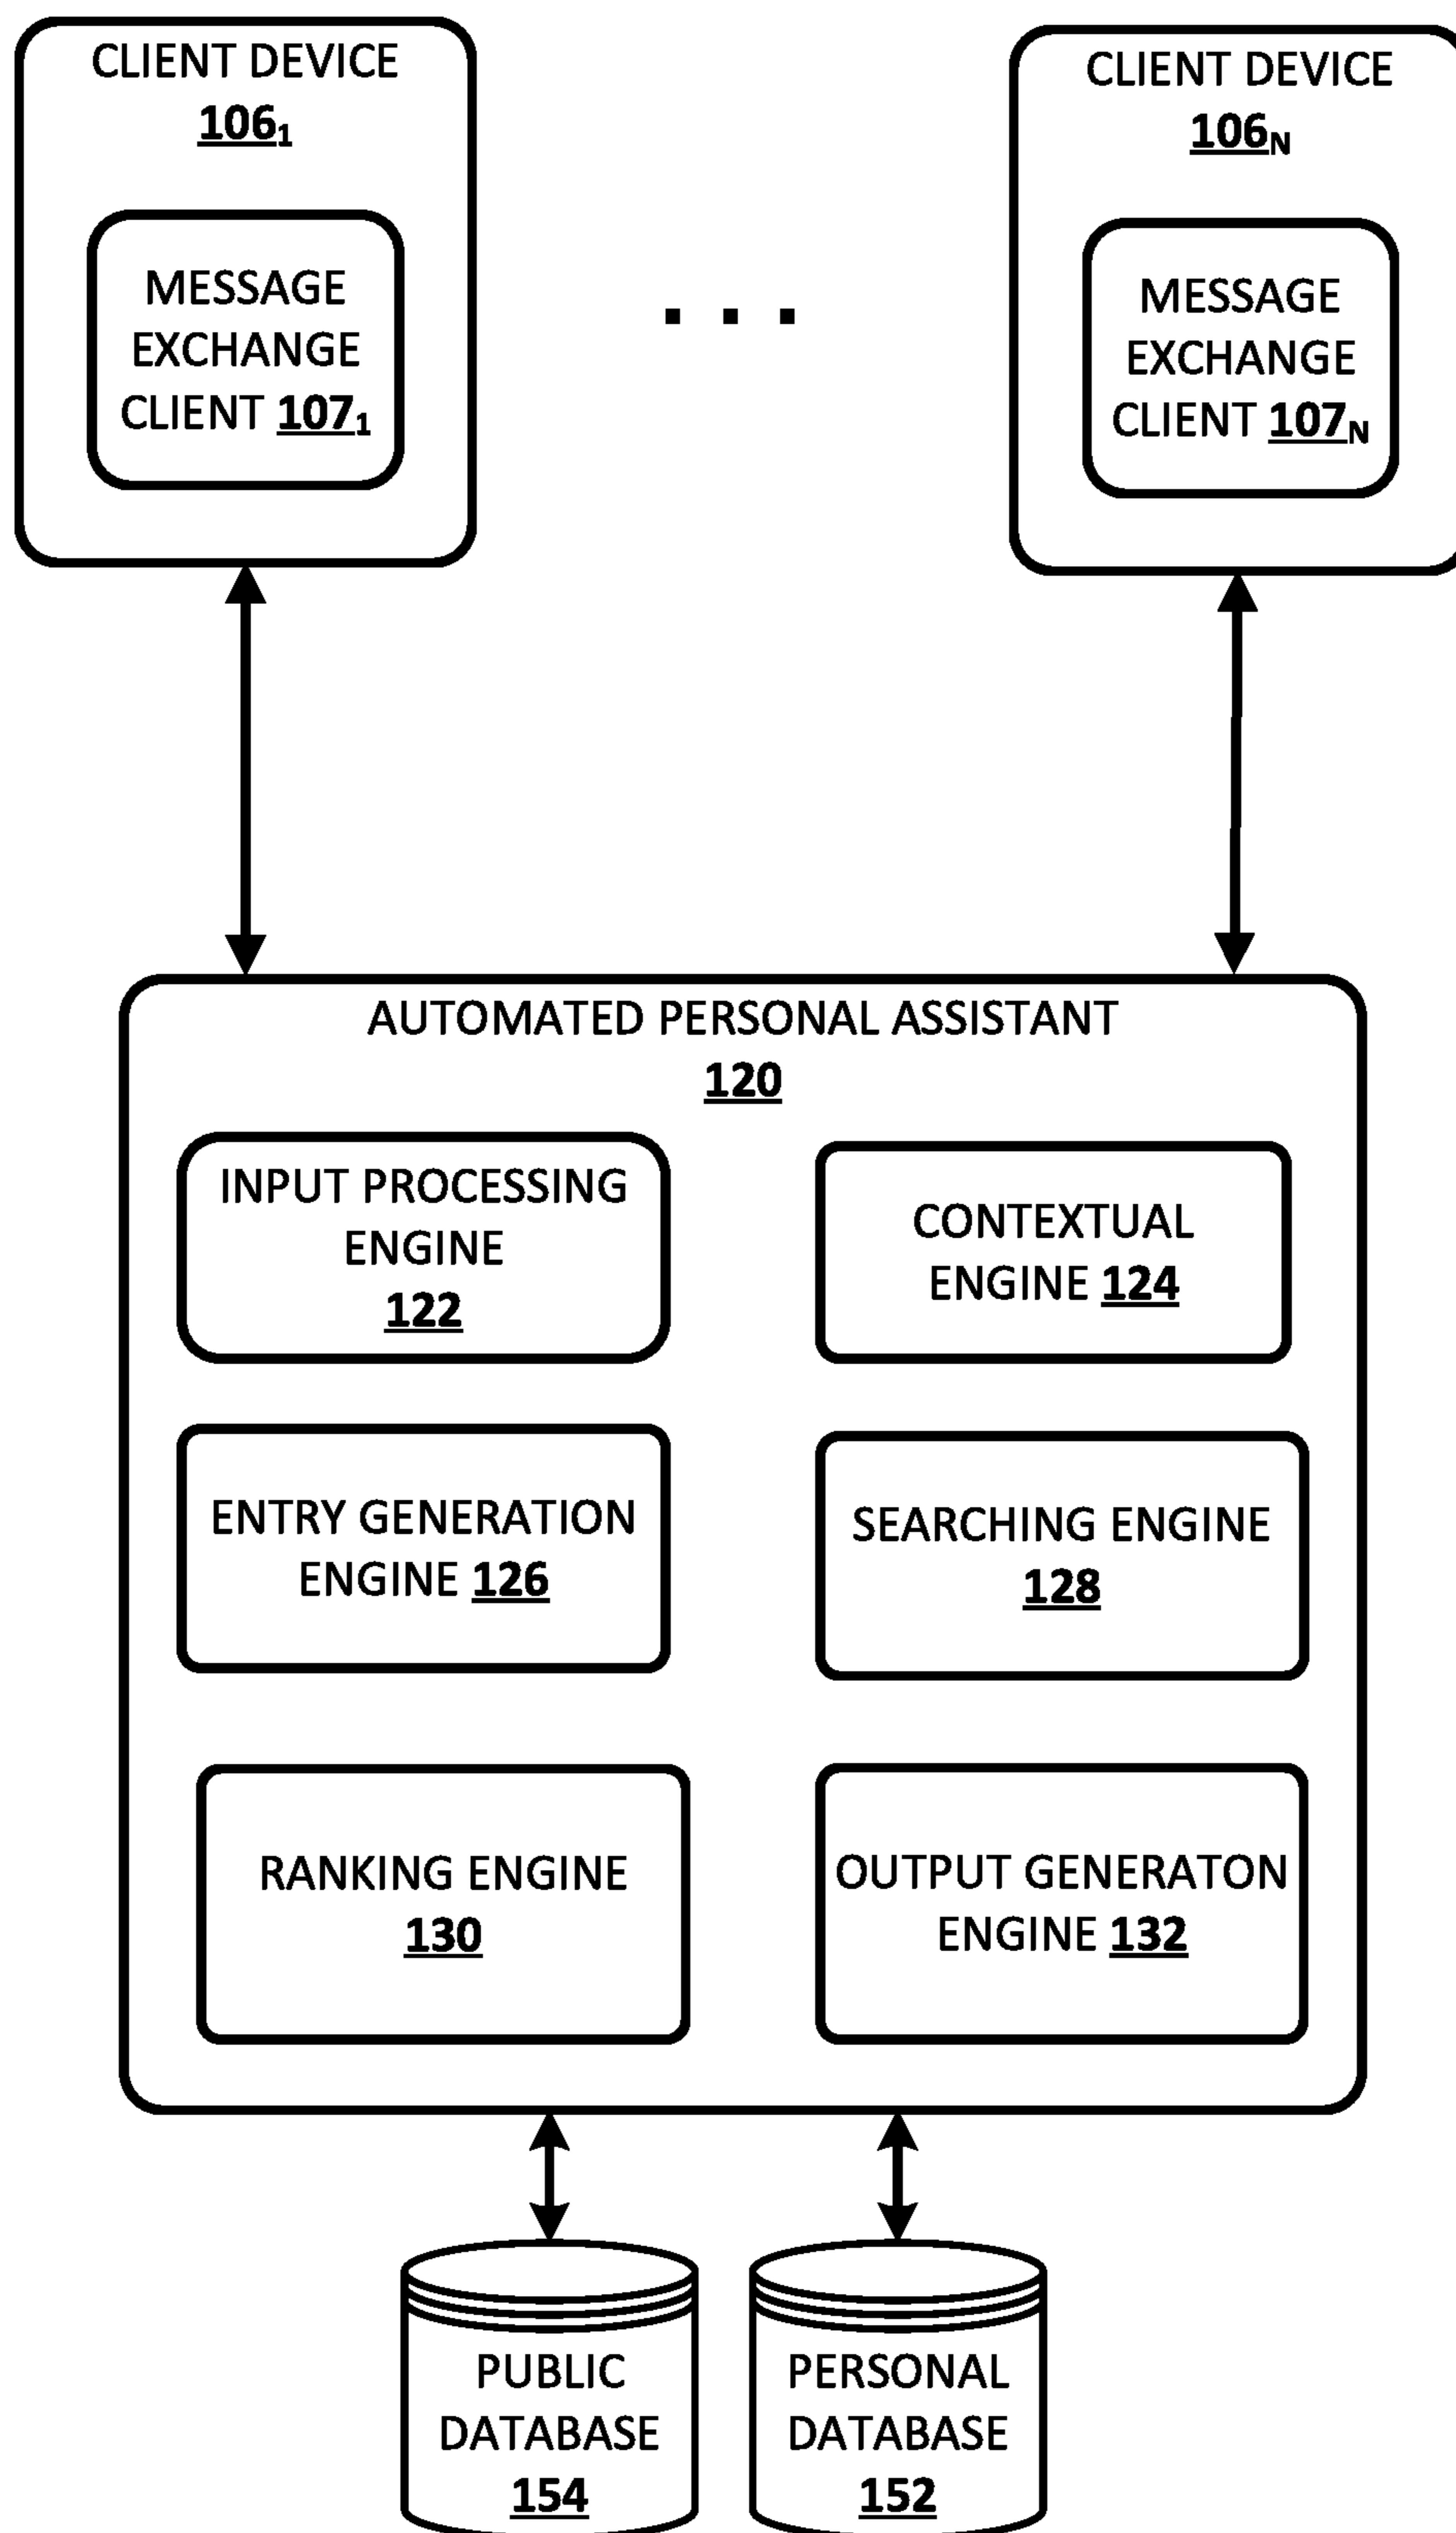 CLIENT DEVICE
106₁
MESSAGE
EXCHANGE
CLIENT 107₁
. . .
CLIENT DEVICE
106N
MESSAGE
EXCHANGE
CLIENT 107N
AUTOMATED PERSONAL ASSISTANT
120
INPUT PROCESSING
ENGINE
122
CONTEXTUAL
ENGINE 124
ENTRY GENERATION
ENGINE 126
SEARCHING ENGINE
128
RANKING ENGINE
130
OUTPUT GENERATON
ENGINE 132
PUBLIC
DATABASE
154
PERSONAL
DATABASE
152